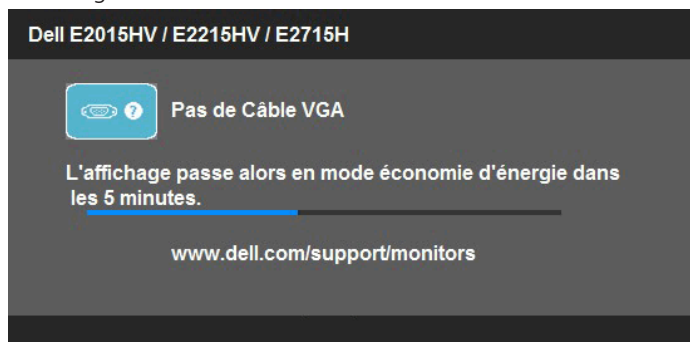 Dell E2015HV / E2215HV / E2715H
Pas de Câble VGA
L'affichage passe alors en mode économie d'énergie dans
les 5 minutes.
www.dell.com/support/monitors